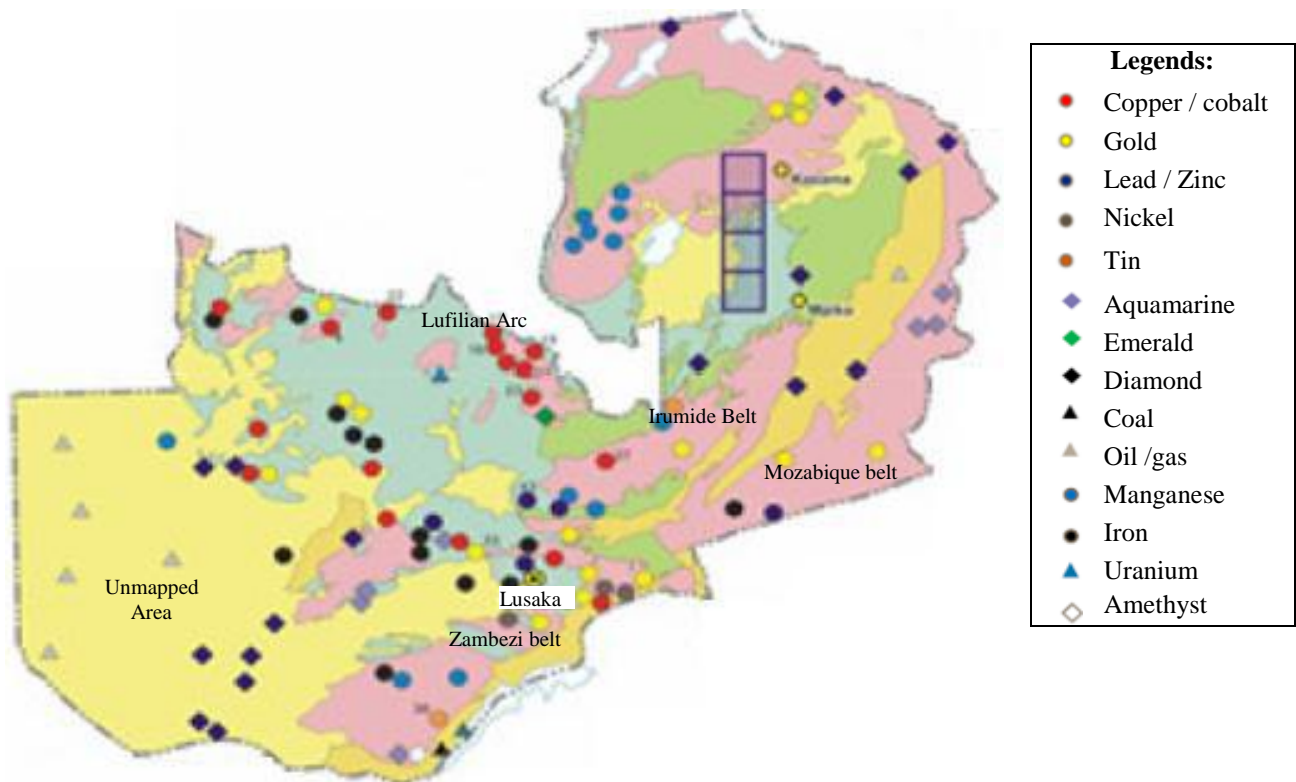 Legends:
Copper / cobalt
Gold
Lead / Zinc
Nickel
Tin
Aquamarine
Emerald
Diamond
Coal
Oil /gas
Manganese
Iron
Uranium
Amethyst
Kasama
Lufilian Arc
Irumide Belt
Mozabique belt
Unmapped
Area
Lusaka
Zambezi belt